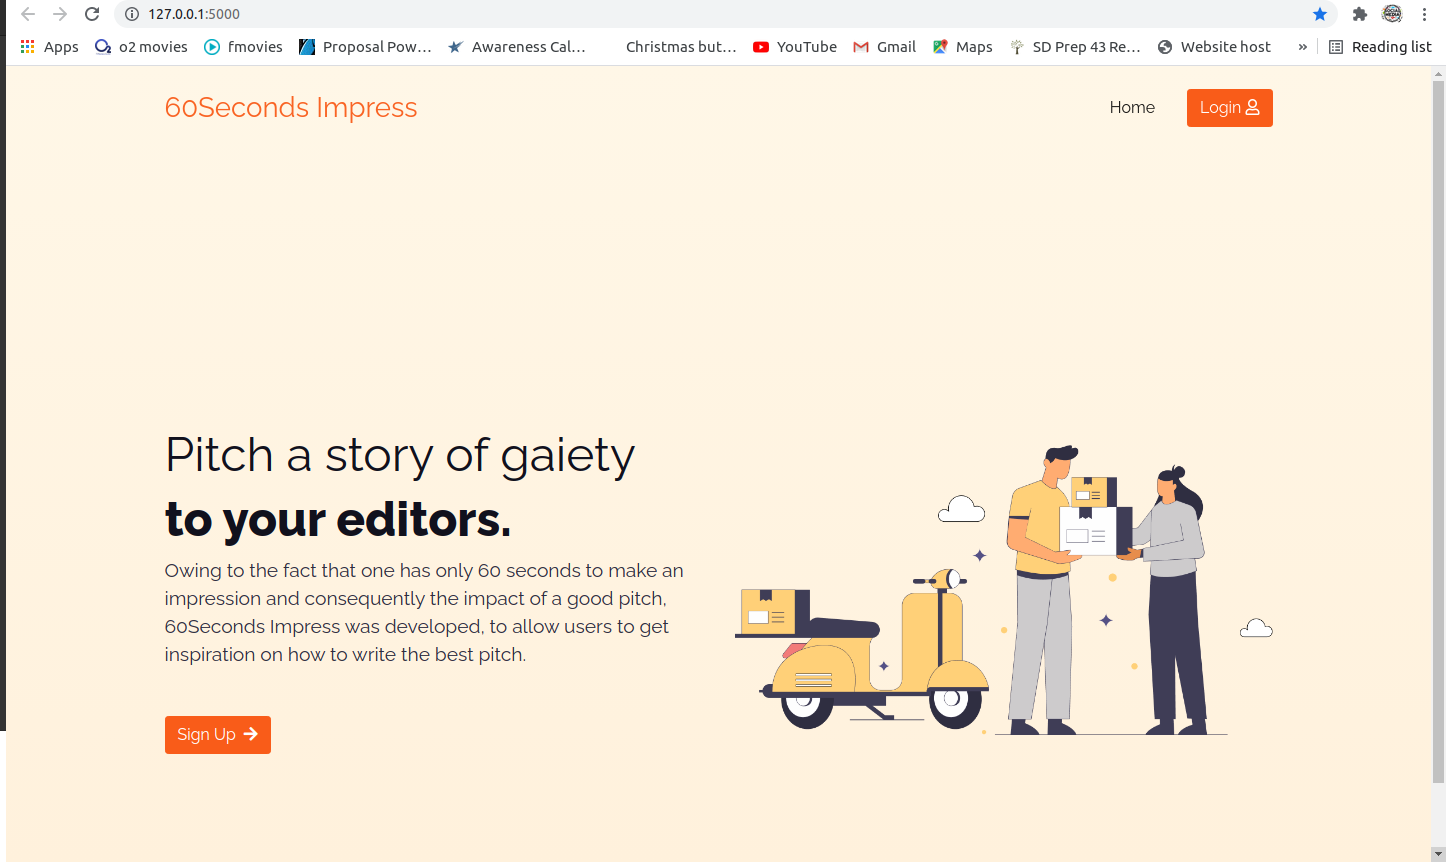 127.0.0.1:5000
Apps o2 movies fmovies Proposal Pow... Awareness Cal... Christmas but... YouTube Gmail Maps SD Prep 43 Re... Website host » Reading list
60Seconds Impress Home Login
Pitch a story of gaiety
to your editors.
Owing to the fact that one has only 60 seconds to make an
impression and consequently the impact of a good pitch,
60Seconds Impress was developed, to allow users to get
inspiration on how to write the best pitch.
Sign Up